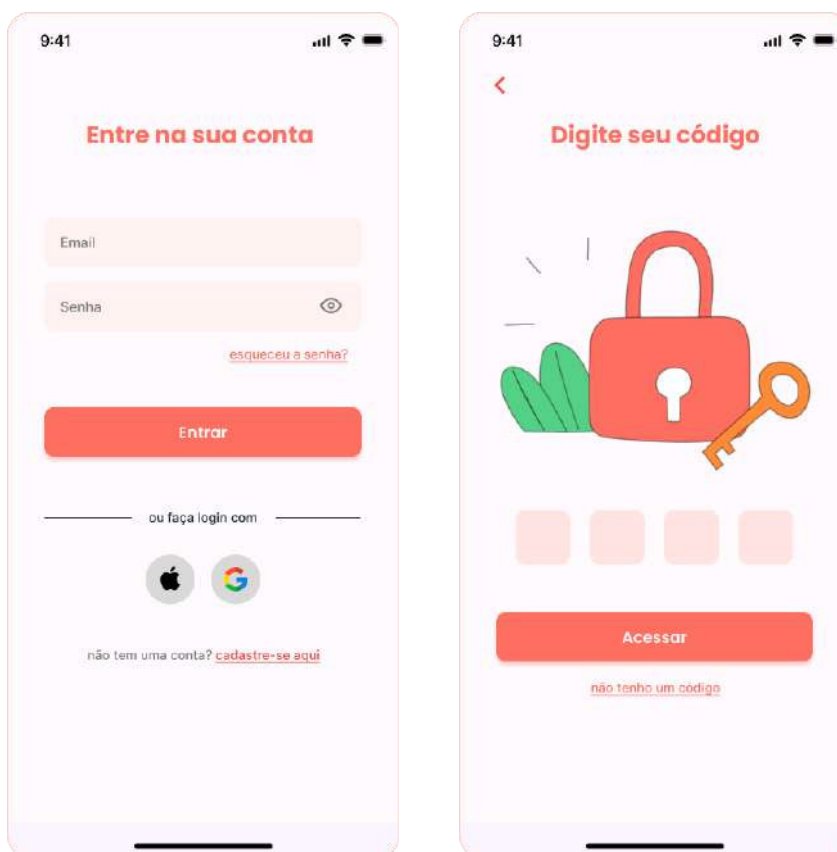 9:41
Entre na sua conta
Email
Senha
esqueceu a senha?
Entrar
ou faça login com
não tem uma conta? cadastre-se aqui
9:41
Digite seu código
Acessar
não tenho um código